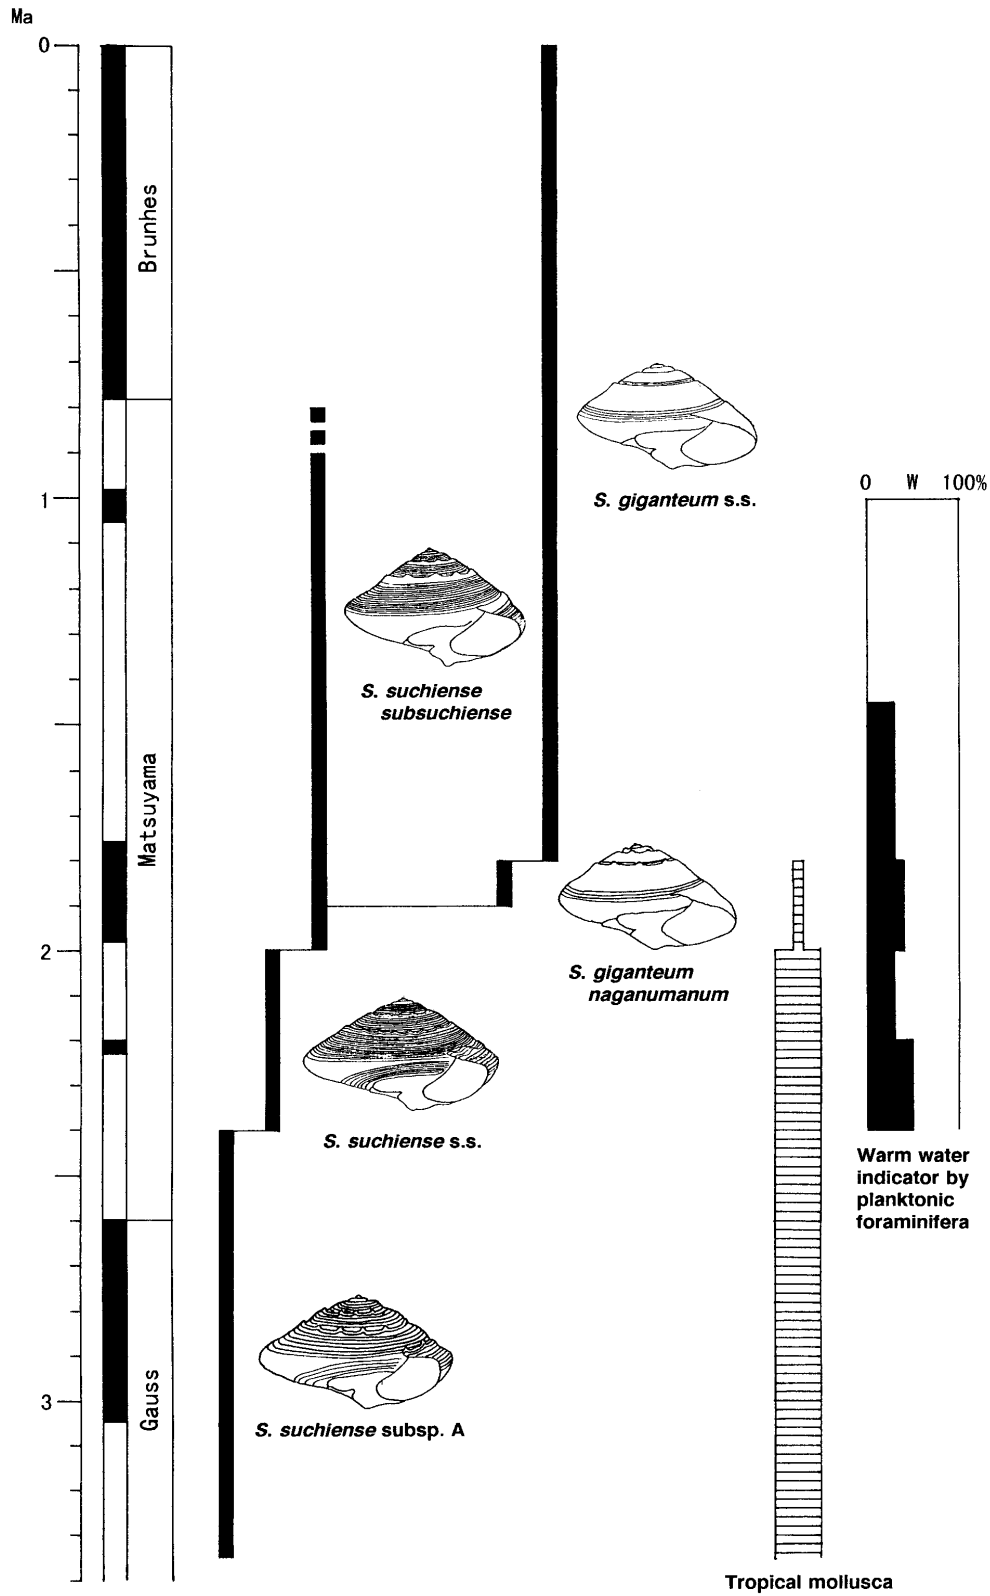 Ma
0
Brunhes
S. giganteum s.s.
0 W 100%
1
S. suchiense
subsuchiense
Matsuyama
2
S. giganteum
naganumanum
S. suchiense s.s.
Warm water
indicator by
planktonic
foraminifera
Gauss
3
S. suchiense subsp. A
Tropical mollusca